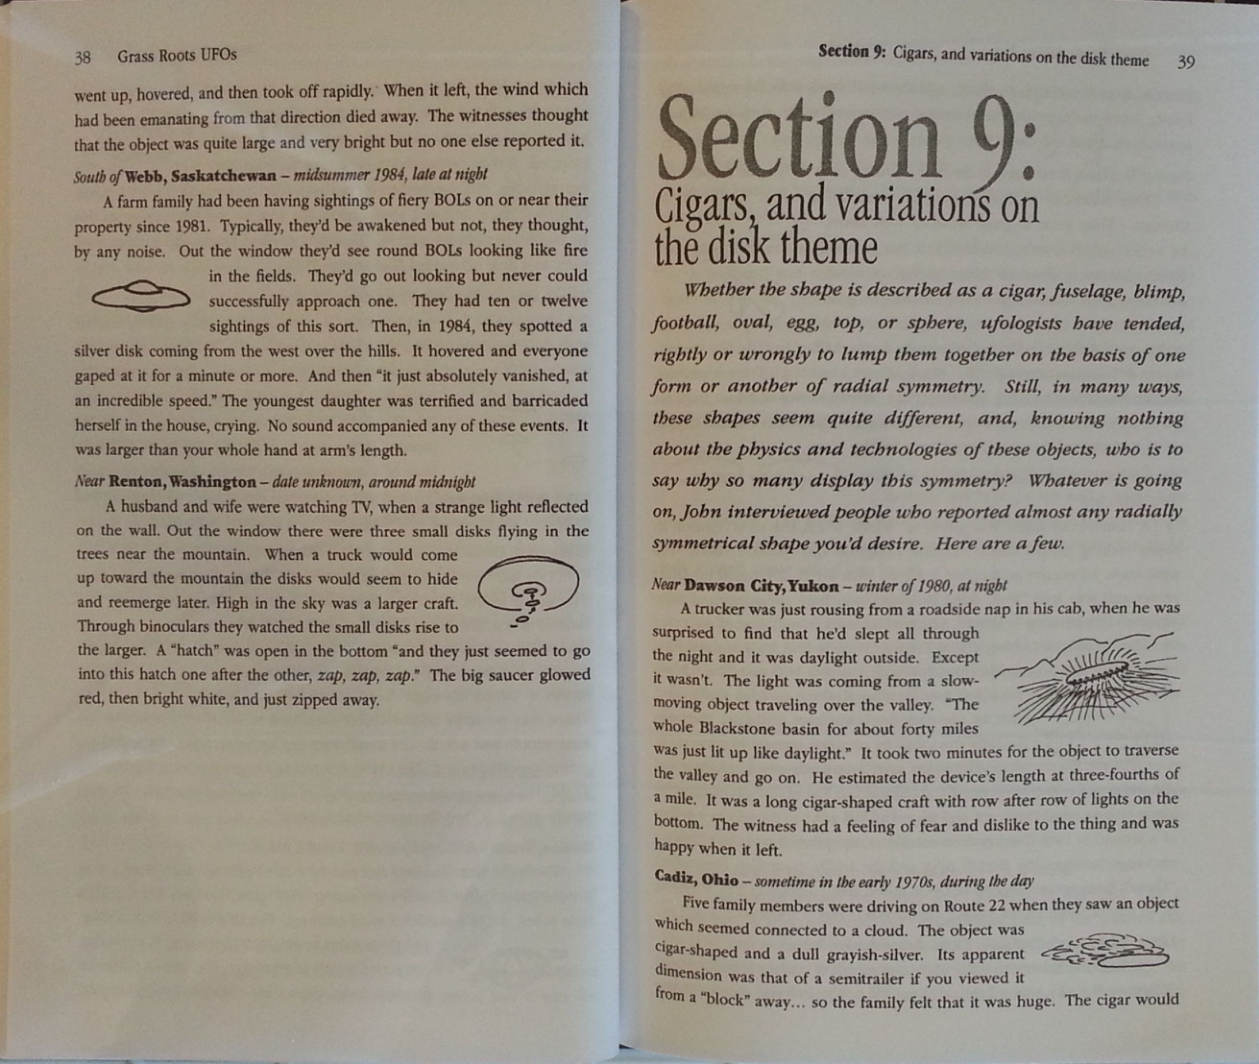 38 Grass Roots UFOs
went up, hovered, and then took off rapidly. When it left, the wind which
had been emanating from that direction died away. The witnesses thought
that the object was quite large and very bright but no one else reported it.
South of Webb, Saskatchewan – midsummer 1984, late at night
A farm family had been having sightings of fiery BOLs on or near their
property since 1981. Typically, they'd be awakened but not, they thought,
by any noise. Out the window they'd see round BOLs looking like fire
in the fields. They'd go out looking but never could
successfully approach one. They had ten or twelve
sightings of this sort. Then, in 1984, they spotted a
silver disk coming from the west over the hills. It hovered and everyone
gaped at it for a minute or more. And then "it just absolutely vanished, at
an incredible speed." The youngest daughter was terrified and barricaded
herself in the house, crying. No sound accompanied any of these events. It
was larger than your whole hand at arm's length.
Near Renton, Washington – date unknown, around midnight
A husband and wife were watching TV, when a strange light reflected
on the wall. Out the window there were three small disks flying in the
trees near the mountain. When a truck would come
up toward the mountain the disks would seem to hide
and reemerge later. High in the sky was a larger craft.
Through binoculars they watched the small disks rise to
the larger. A "hatch" was open in the bottom "and they just seemed to go
into this hatch one after the other, zap, zap, zap." The big saucer glowed
red, then bright white, and just zipped away.
Section 9: Cigars, and variations on the disk theme 39
Section 9:
Cigars, and variations on
the disk theme
Whether the shape is described as a cigar, fuselage, blimp,
football, oval, egg, top, or sphere, ufologists have tended,
rightly or wrongly to lump them together on the basis of one
form or another of radial symmetry. Still, in many ways,
these shapes seem quite different, and, knowing nothing
about the physics and technologies of these objects, who is to
say why so many display this symmetry? Whatever is going
on, John interviewed people who reported almost any radially
symmetrical shape you'd desire. Here are a few.
Near Dawson City, Yukon – winter of 1980, at night
A trucker was just rousing from a roadside nap in his cab, when he was
surprised to find that he'd slept all through
the night and it was daylight outside. Except
it wasn't. The light was coming from a slow-
moving object traveling over the valley. "The
whole Blackstone basin for about forty miles
was just lit up like daylight." It took two minutes for the object to traverse
the valley and go on. He estimated the device's length at three-fourths of
a mile. It was a long cigar-shaped craft with row after row of lights on the
bottom. The witness had a feeling of fear and dislike to the thing and was
happy when it left.
Cadiz, Ohio – sometime in the early 1970s, during the day
Five family members were driving on Route 22 when they saw an object
which seemed connected to a cloud. The object was
cigar-shaped and a dull grayish-silver. Its apparent
dimension was that of a semitrailer if you viewed it
from a "block" away... so the family felt that it was huge. The cigar would